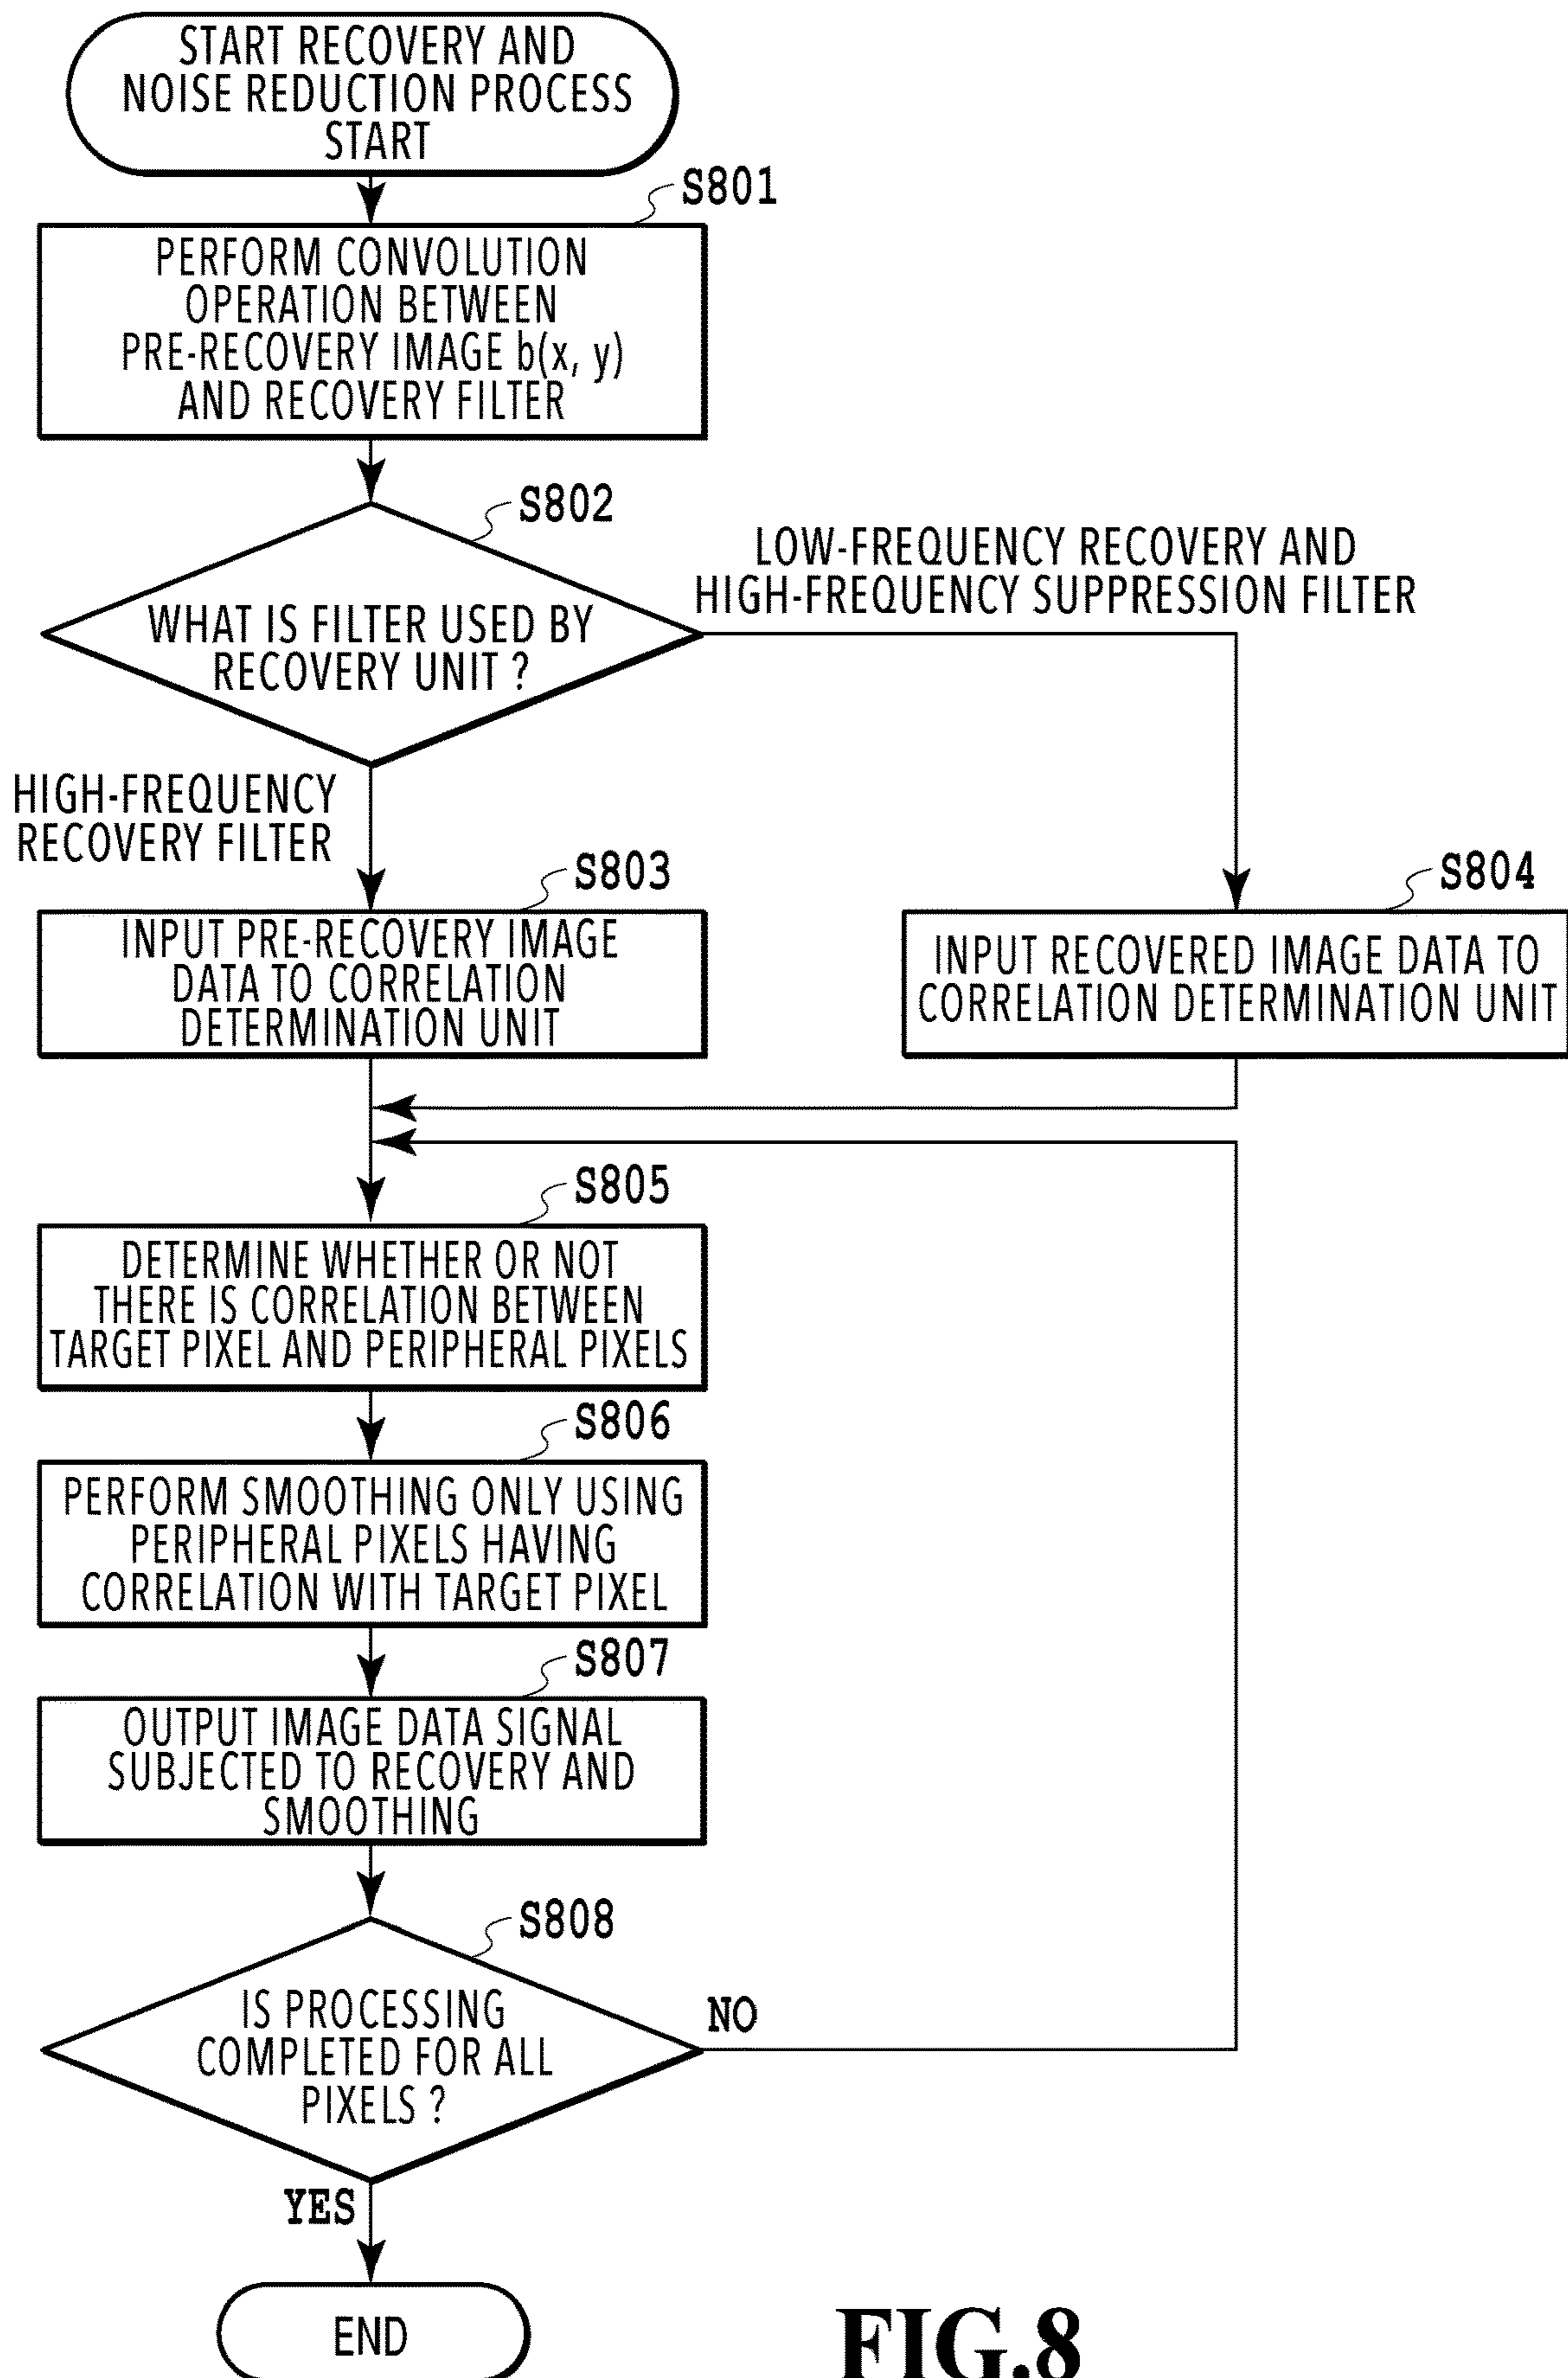 START RECOVERY AND
NOISE REDUCTION PROCESS
START
S801
PERFORM CONVOLUTION
OPERATION BETWEEN
PRE-RECOVERY IMAGE b(x, y)
AND RECOVERY FILTER
S802
WHAT IS FILTER USED BY
RECOVERY UNIT ?
LOW-FREQUENCY RECOVERY AND
HIGH-FREQUENCY SUPPRESSION FILTER
HIGH-FREQUENCY
RECOVERY FILTER
S803
INPUT PRE-RECOVERY IMAGE
DATA TO CORRELATION
DETERMINATION UNIT
S804
INPUT RECOVERED IMAGE DATA TO
CORRELATION DETERMINATION UNIT
S805
DETERMINE WHETHER OR NOT
THERE IS CORRELATION BETWEEN
TARGET PIXEL AND PERIPHERAL PIXELS
S806
PERFORM SMOOTHING ONLY USING
PERIPHERAL PIXELS HAVING
CORRELATION WITH TARGET PIXEL
S807
OUTPUT IMAGE DATA SIGNAL
SUBJECTED TO RECOVERY AND
SMOOTHING
S808
IS PROCESSING
COMPLETED FOR ALL
PIXELS ?
NO
YES
END
FIG.8